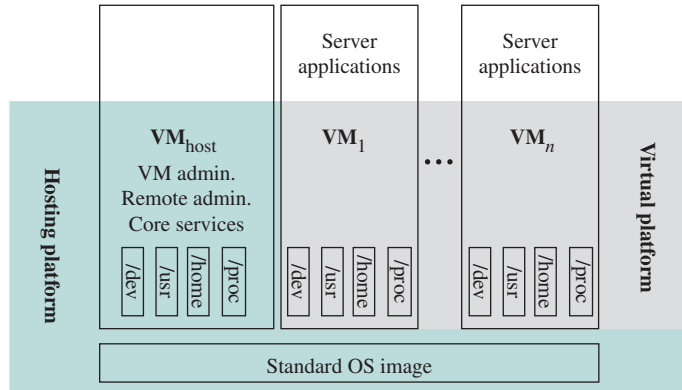 Server
applications
Server
applications
Hosting platform
VMhost
VM admin.
Remote admin.
Core services
/dev
/usr
/home
/proc
VM1
/dev
/usr
/home
/proc
...
VMn
/dev
/usr
/home
/proc
Virtual platform
Standard OS image